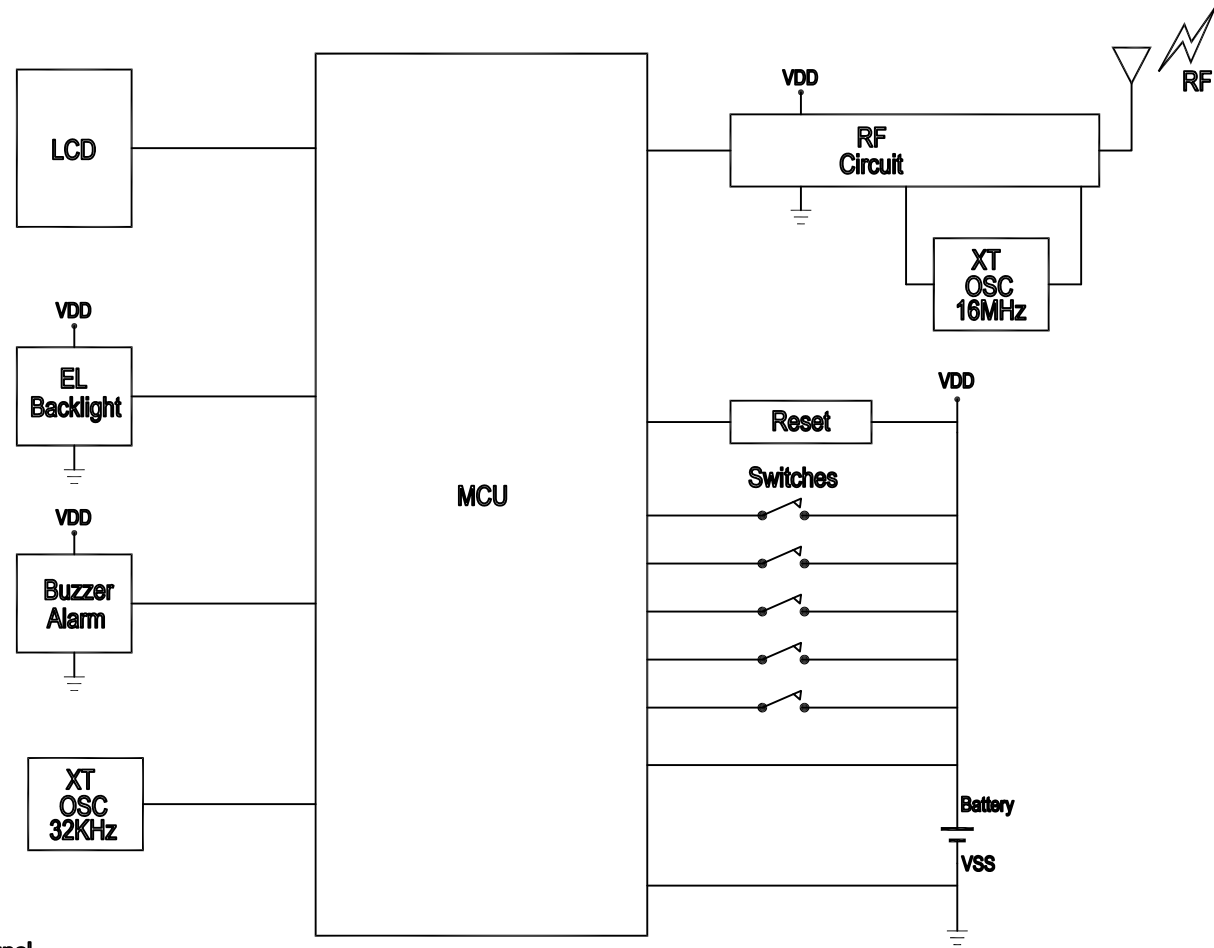 RF
VDD
LCD
RF
Circuit
XT
OSC
16MHz
VDD
EL
Backlight
VDD
Reset
Switches
MCU
VDD
Buzzer
Alarm
XT
OSC
32KHz
Battery
VSS